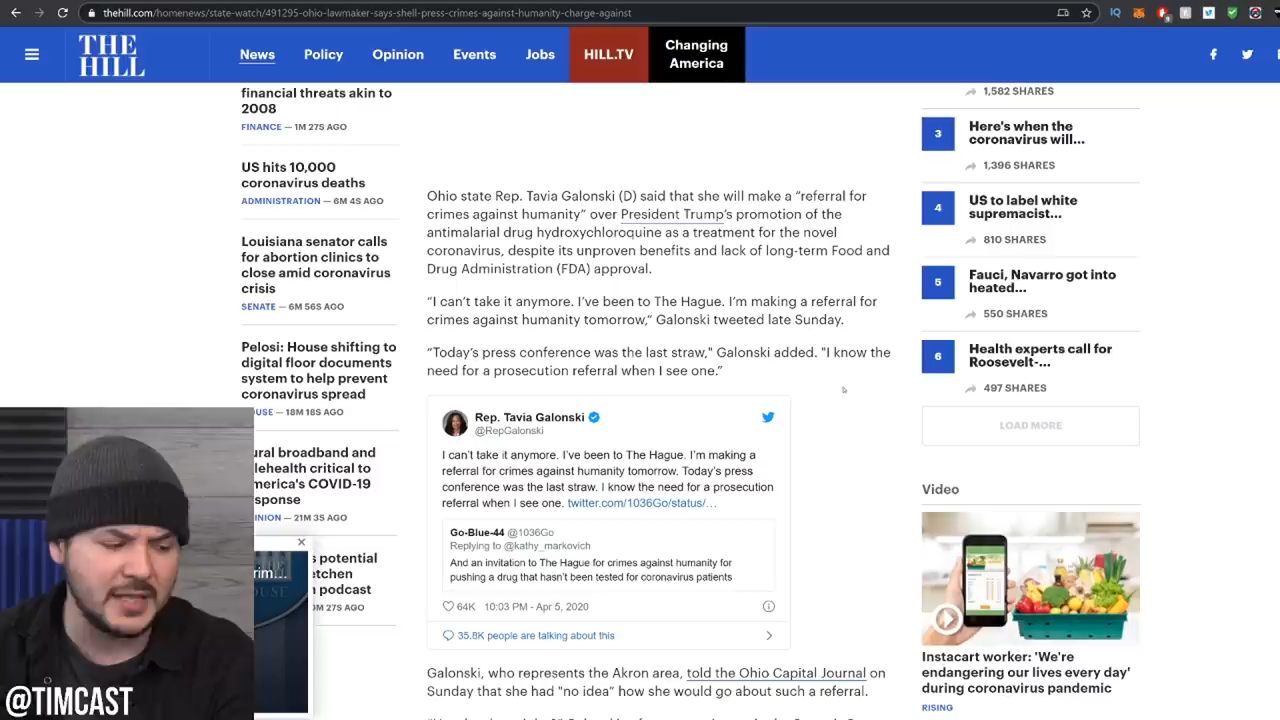 thehill.com/homenews/state-watch/491295-ohio-lawmaker-says-shell-press-crimes-against-humanity-charge-against
THE HILL
News Policy Opinion Events Jobs HILL.TV Changing America
financial threats akin to
2008
FINANCE — 1M 27S AGO
US hits 10,000
coronavirus deaths
ADMINISTRATION — 6M 4S AGO
Louisiana senator calls
for abortion clinics to
close amid coronavirus
crisis
SENATE — 6M 56S AGO
Pelosi: House shifting to
digital floor documents
system to help prevent
coronavirus spread
OUSE — 18M 18S AGO
ural broadband and
lehealth critical to
merica's COVID-19
sponse
INION — 21M 3S AGO
s potential
etchen
podcast
0M 27S AGO
rim...
OUSE
@TIMCAST
Ohio state Rep. Tavia Galonski (D) said that she will make a “referral for
crimes against humanity” over President Trump’s promotion of the
antimalarial drug hydroxychloroquine as a treatment for the novel
coronavirus, despite its unproven benefits and lack of long-term Food and
Drug Administration (FDA) approval.
“I can’t take it anymore. I’ve been to The Hague. I’m making a referral for
crimes against humanity tomorrow,“ Galonski tweeted late Sunday.
“Today’s press conference was the last straw," Galonski added. "I know the
need for a prosecution referral when I see one.”
Rep. Tavia Galonski
@RepGalonski
I can't take it anymore. I've been to The Hague. I'm making a
referral for crimes against humanity tomorrow. Today's press
conference was the last straw. I know the need for a prosecution
referral when I see one. twitter.com/1036Go/status/…
Go-Blue-44 @1036Go
Replying to @kathy_markovich
And an invitation to The Hague for crimes against humanity for
pushing a drug that hasn't been tested for coronavirus patients
64K 10:03 PM - Apr 5, 2020
35.8K people are talking about this
Galonski, who represents the Akron area, told the Ohio Capital Journal on
Sunday that she had "no idea” how she would go about such a referral.
1,582 SHARES
3 Here's when the
coronavirus will...
1,396 SHARES
4 US to label white
supremacist...
810 SHARES
5 Fauci, Navarro got into
heated...
550 SHARES
6 Health experts call for
Roosevelt-...
497 SHARES
LOAD MORE
Video
Instacart worker: 'We're
endangering our lives every day'
during coronavirus pandemic
RISING